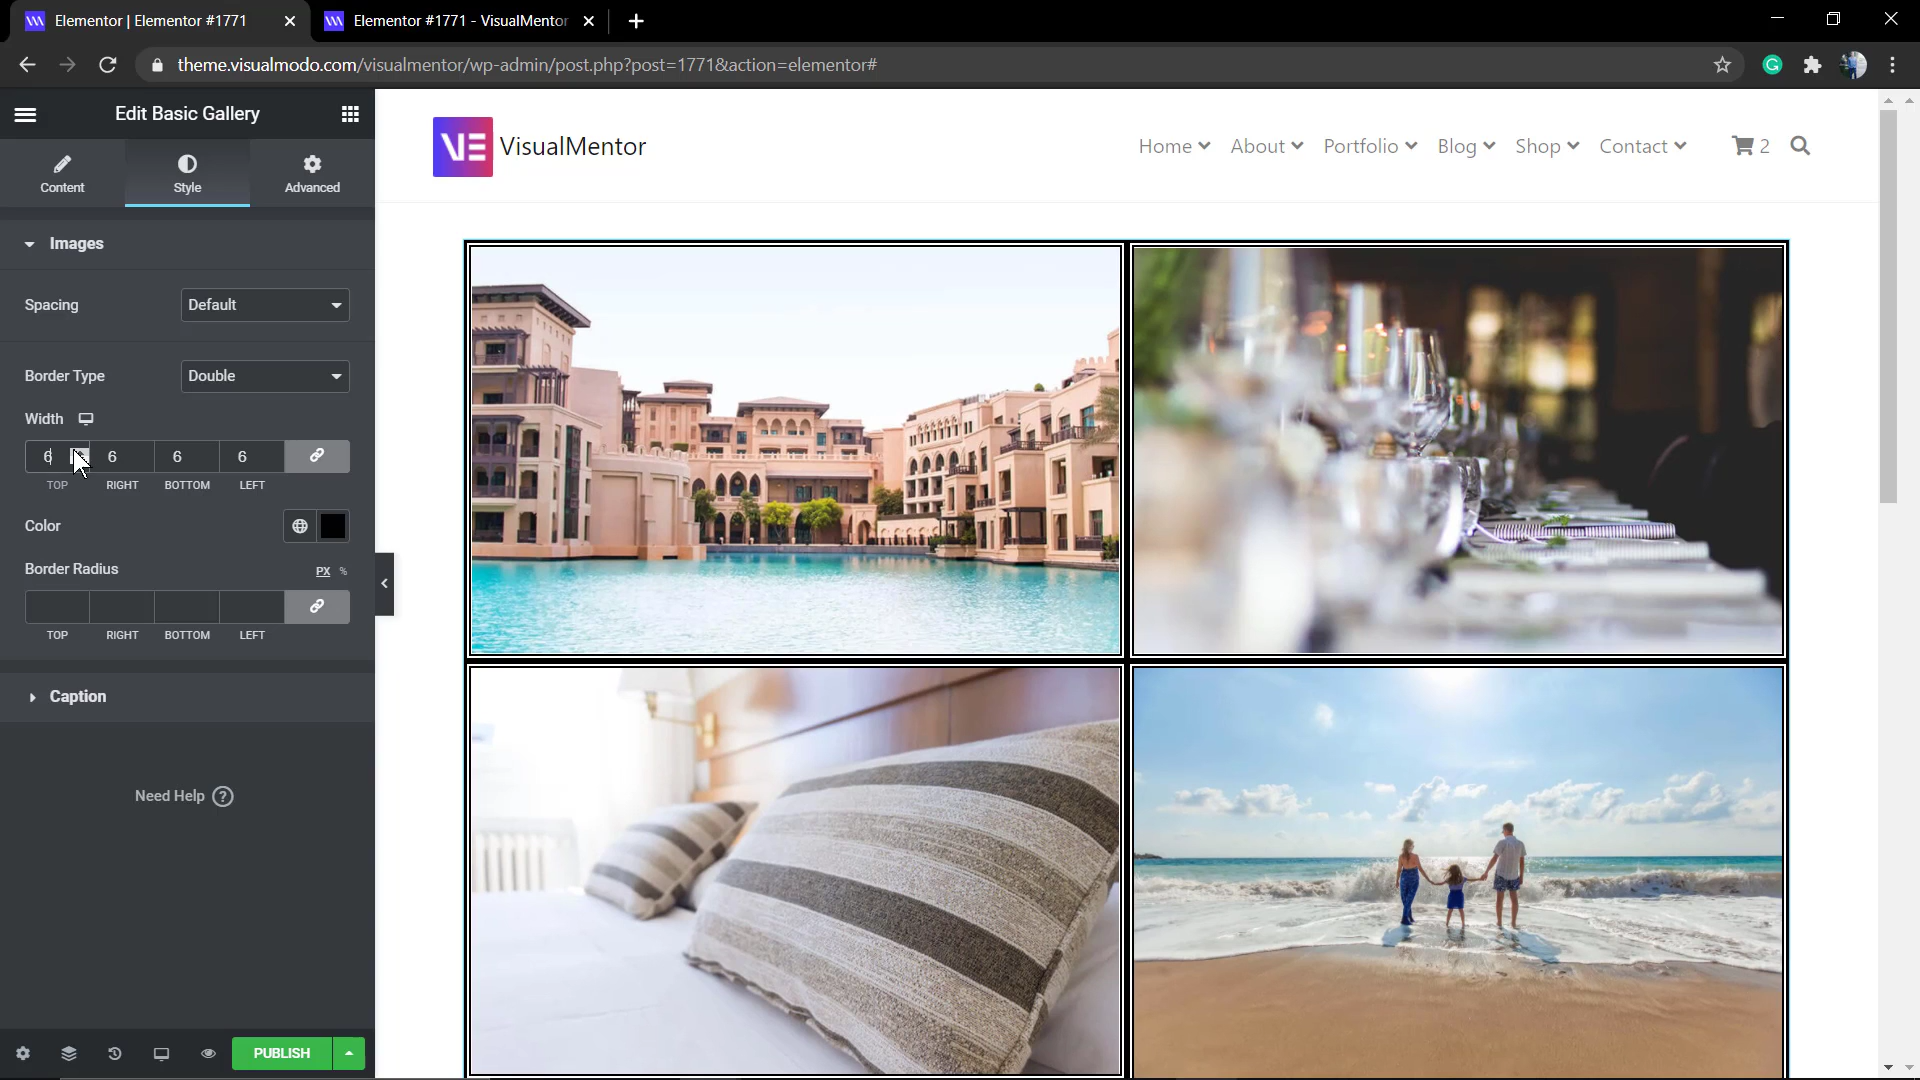 Elementor | Elementor #1771
Elementor #1771 - VisualMentor
theme.visualmodo.com/visualmentor/wp-admin/post.php?post=1771&action=elementor#
Edit Basic Gallery
Content
Style
Advanced
Images
Spacing
Default
Border Type
Double
Width
6 6 6 6
TOP RIGHT BOTTOM LEFT
Color
Border Radius
PX %
TOP RIGHT BOTTOM LEFT
Caption
Need Help ?
PUBLISH
VE VisualMentor
Home About Portfolio Blog Shop Contact 2